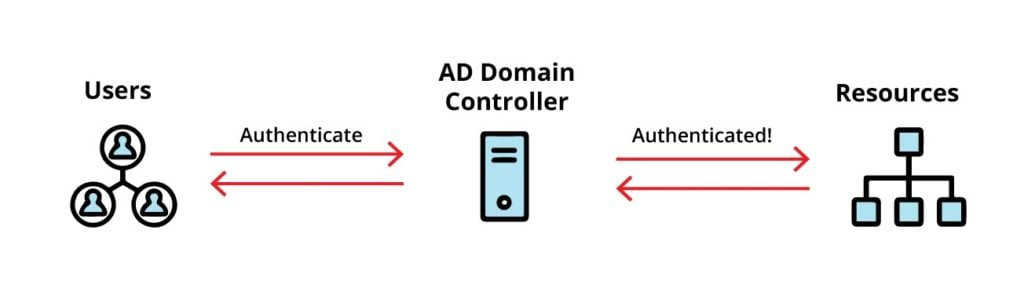 Users
Authenticate
AD Domain
Controller
Authenticated!
Resources